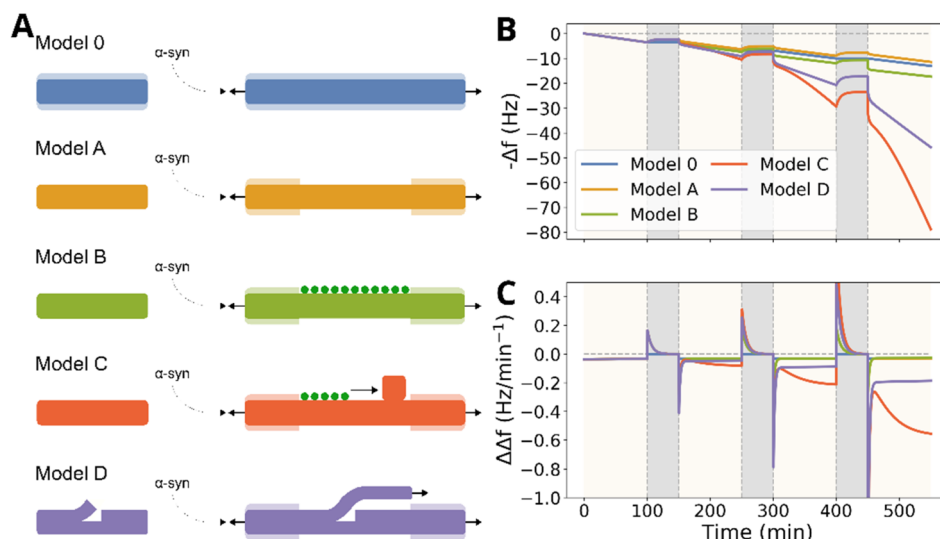 A
Model 0
α-syn
Model A
α-syn
Model B
α-syn
Model C
α-syn
Model D
α-syn
B
0
−10
−20
−30
−40
−50
−60
−70
−80
-Δf (Hz)
Model 0
Model A
Model B
Model C
Model D
C
0.4
0.2
0.0
−0.2
−0.4
−0.6
−0.8
−1.0
ΔΔf (Hz/min⁻¹)
0 100 200 300 400 500
Time (min)